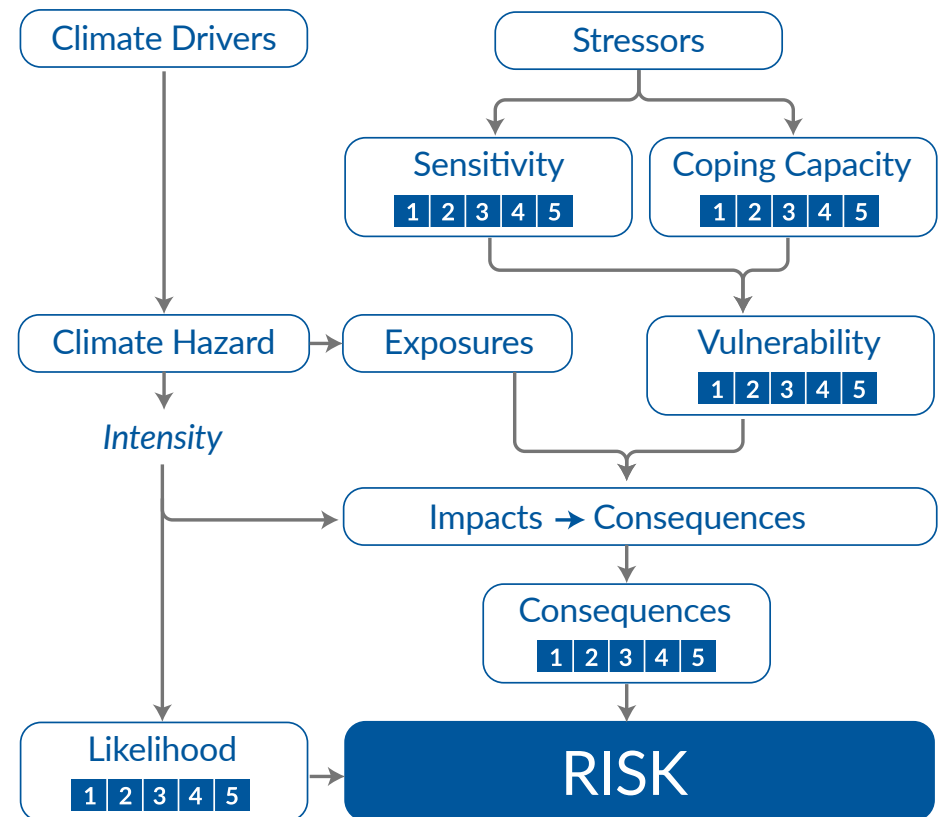 Climate Drivers
Stressors
Sensitivity
1 2 3 4 5
Coping Capacity
1 2 3 4 5
Climate Hazard
Exposures
Vulnerability
1 2 3 4 5
Intensity
Impacts → Consequences
Consequences
1 2 3 4 5
Likelihood
1 2 3 4 5
RISK